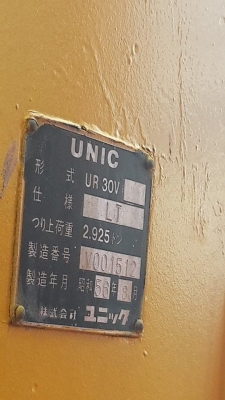 UNIC
形式 UR 30V
仕様 LT
つり上荷重 2.925トン
製造番号 V001512
製造年月 昭和56年9月
株式会社 ユニック